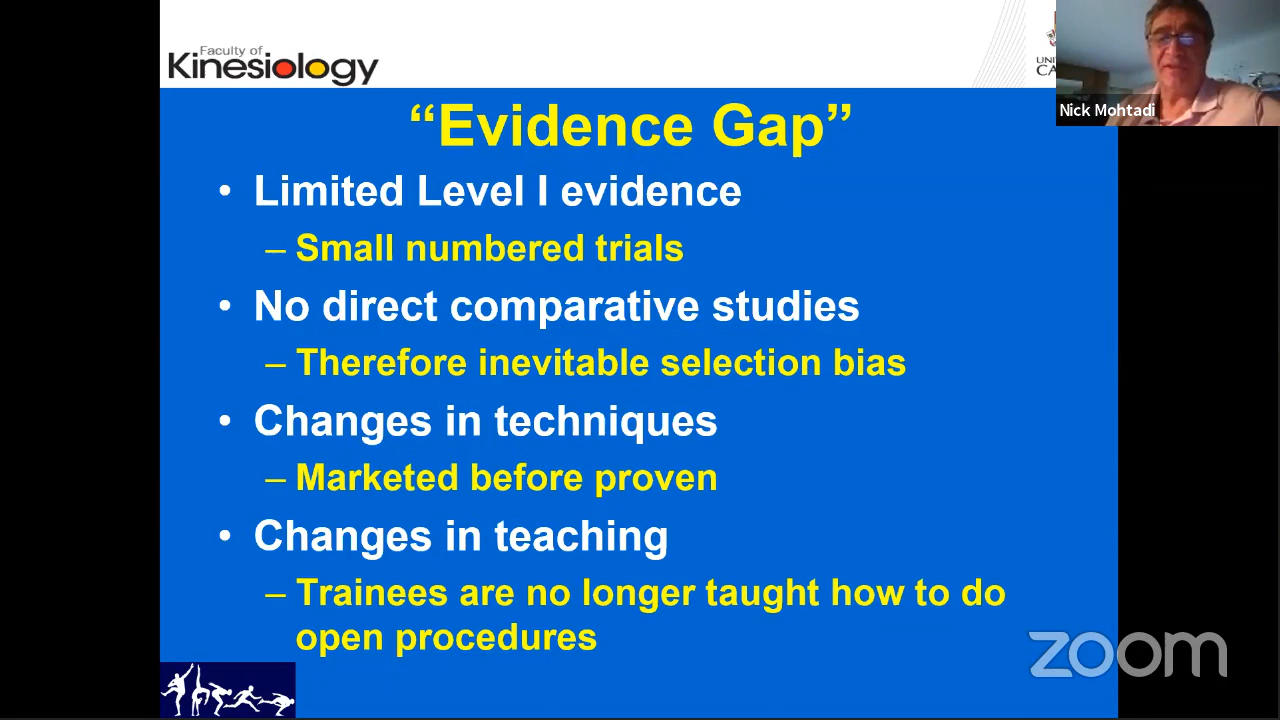 Faculty of
Kinesiology
UNI
CA
Nick Mohtadi
“Evidence Gap”
• Limited Level I evidence
– Small numbered trials
• No direct comparative studies
– Therefore inevitable selection bias
• Changes in techniques
– Marketed before proven
• Changes in teaching
– Trainees are no longer taught how to do
open procedures
zoom